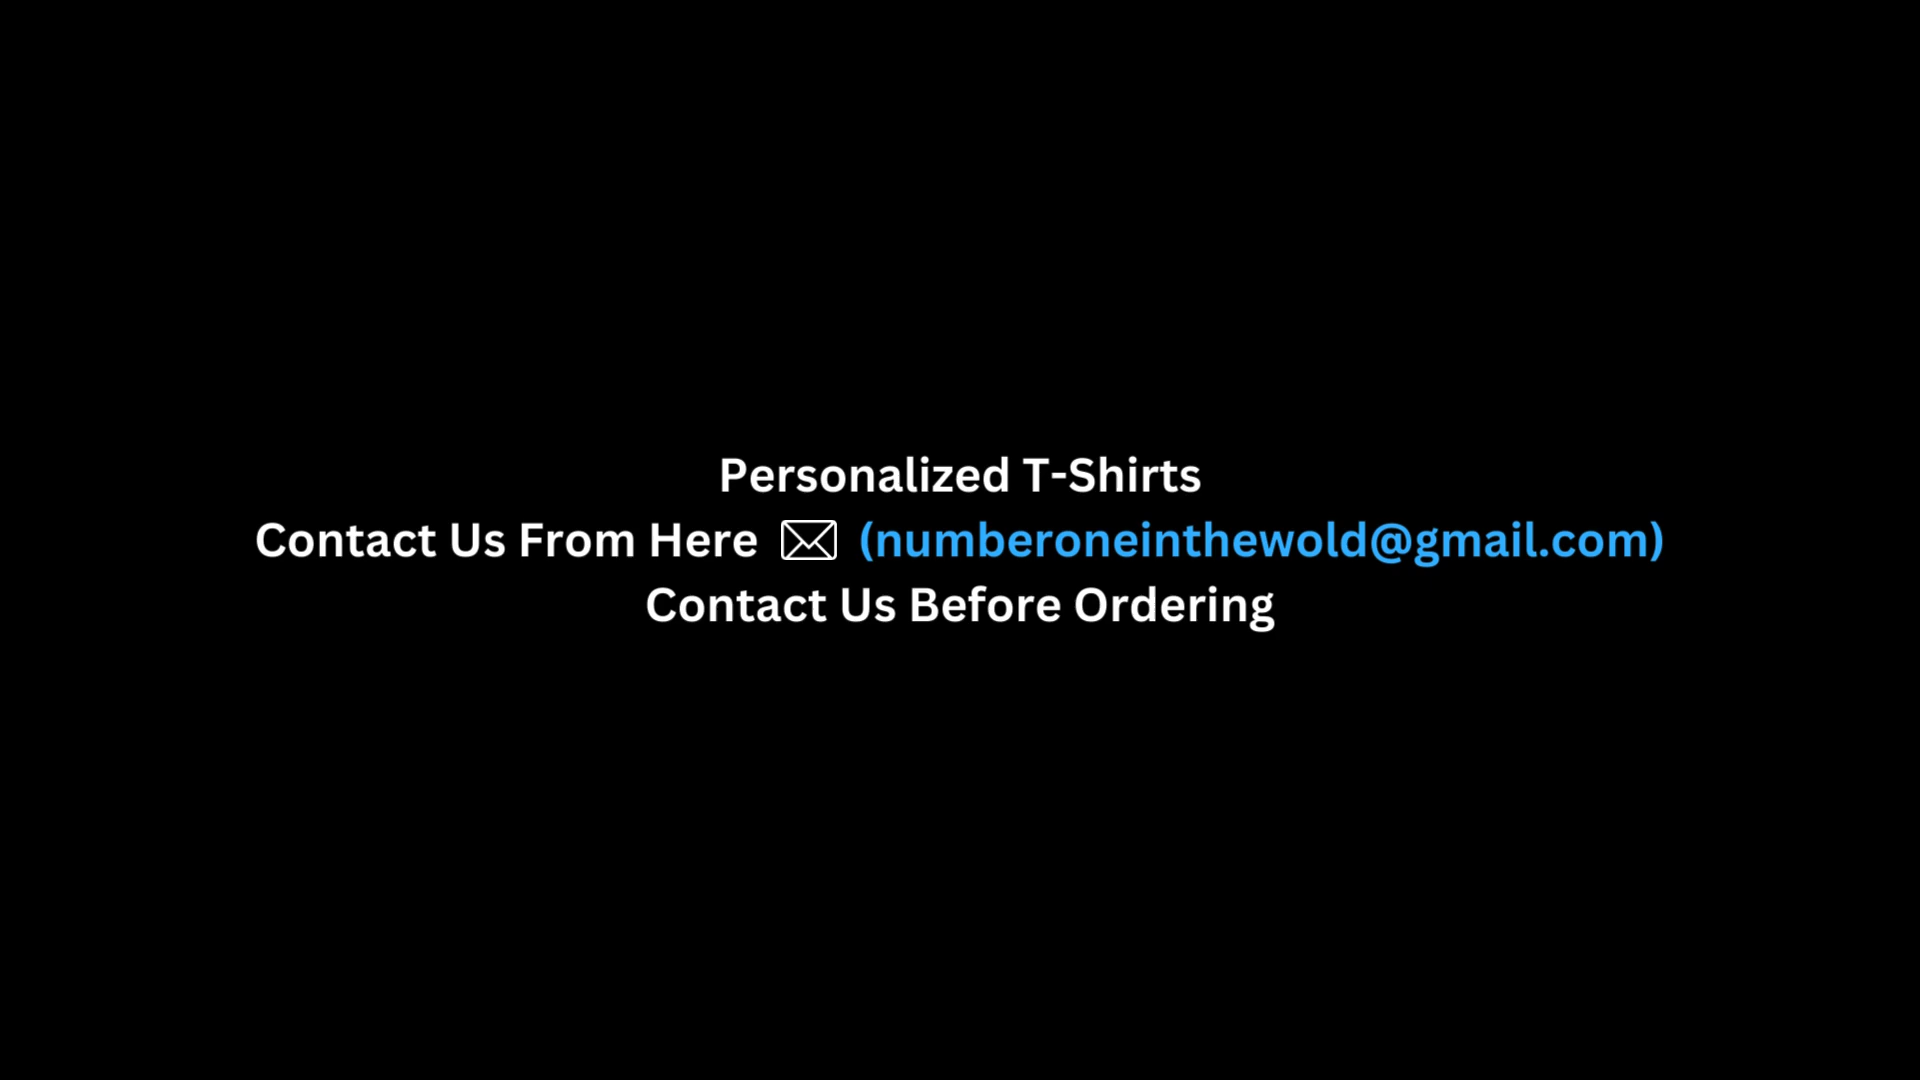 Personalized T-Shirts
Contact Us From Here ✉ (numberoneinthewold@gmail.com)
Contact Us Before Ordering